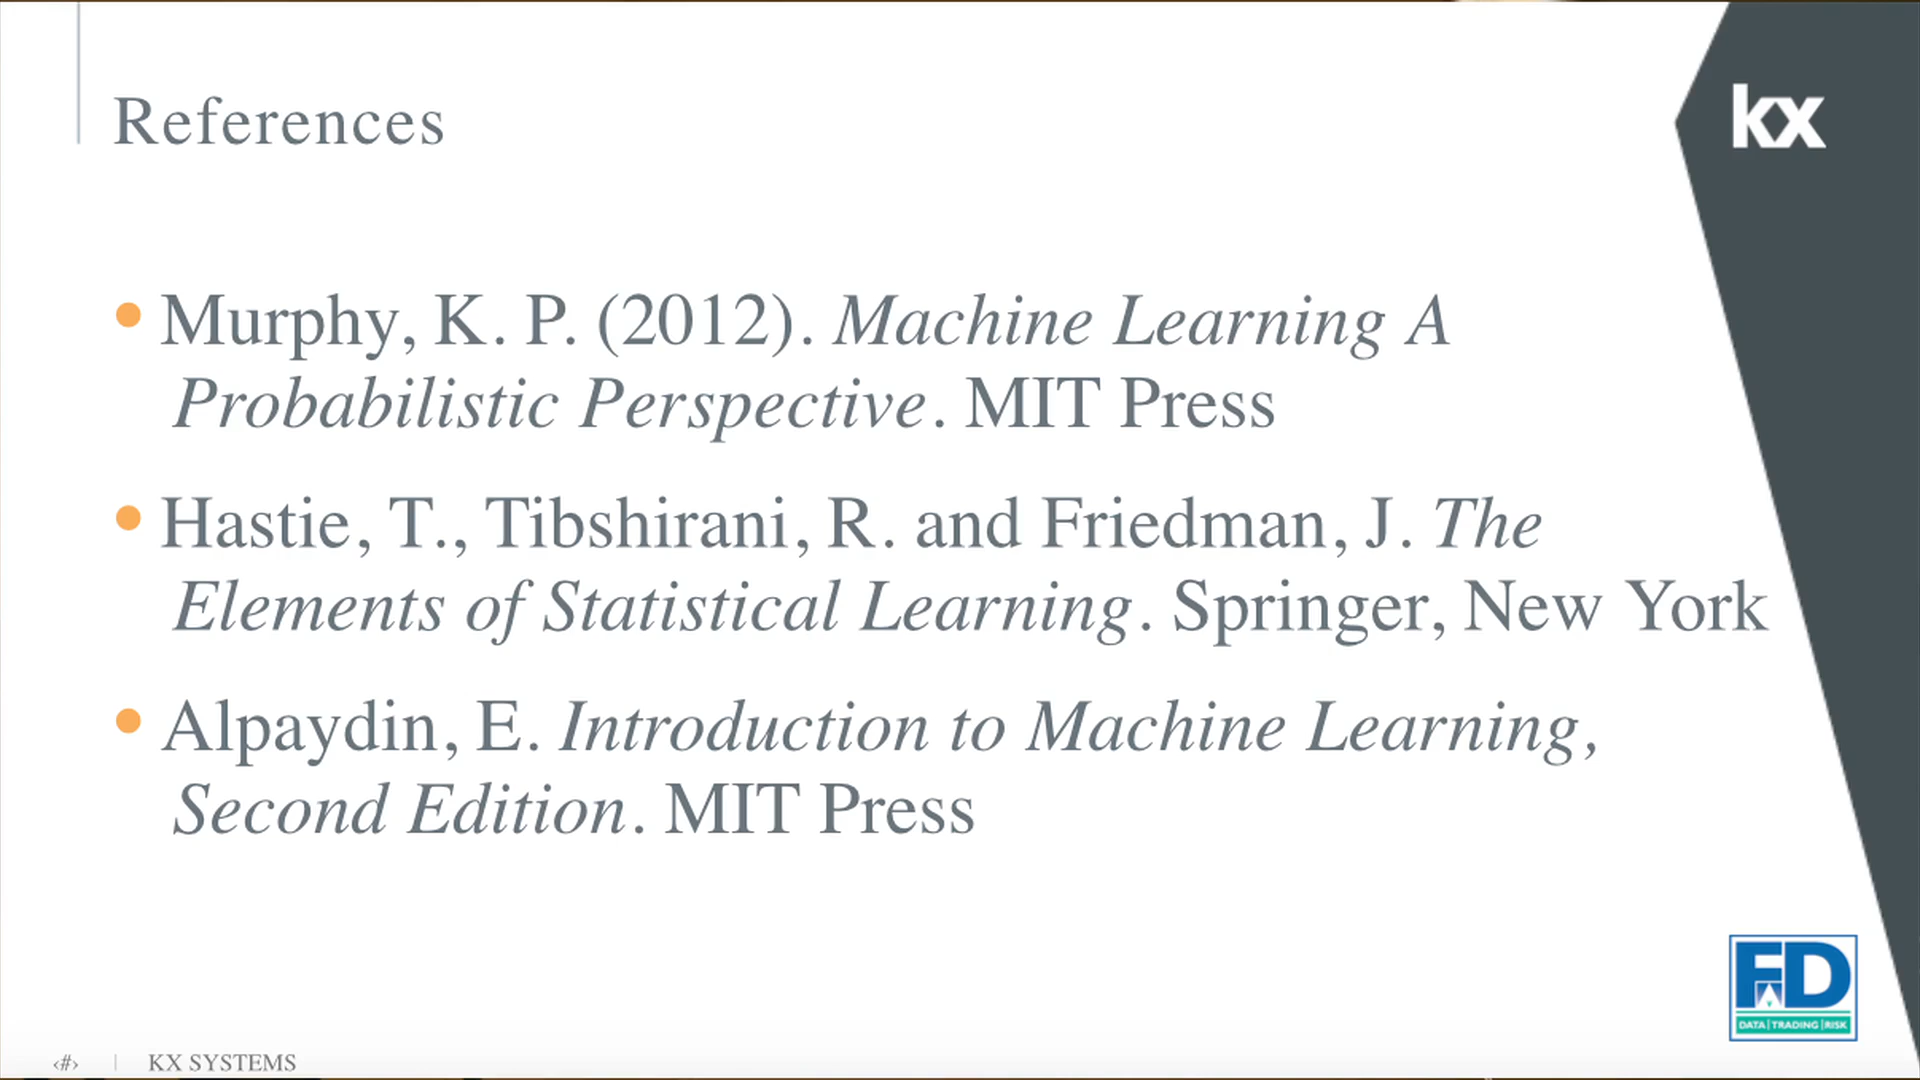 References
kx
• Murphy, K. P. (2012). Machine Learning A
Probabilistic Perspective. MIT Press
• Hastie, T., Tibshirani, R. and Friedman, J. The
Elements of Statistical Learning. Springer, New York
• Alpaydin, E. Introduction to Machine Learning,
Second Edition. MIT Press
FD
DATA | TRADING | RISK
‹#› | KX SYSTEMS